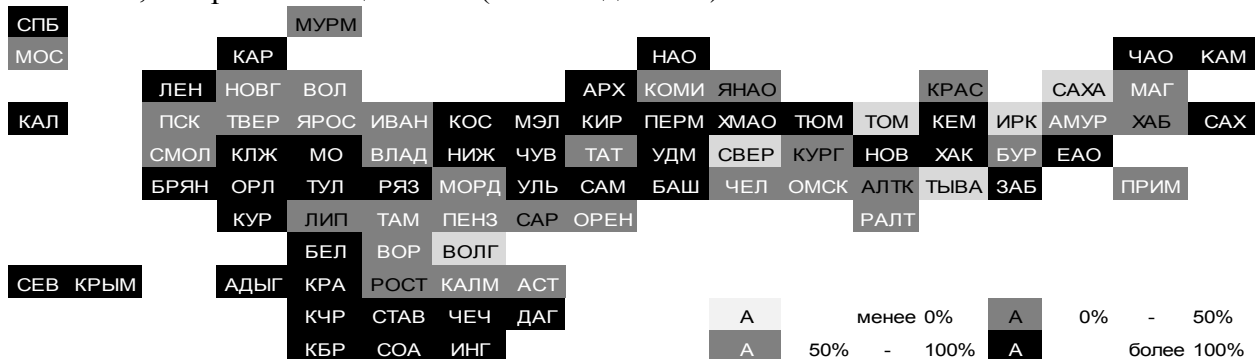 СПБ МУРМ
МОС КАР НАО ЧАО КАМ
ЛЕН НОВГ ВОЛ АРХ КОМИ ЯНАО КРАС САХА МАГ
КАЛ ПСК ТВЕР ЯРОС ИВАН КОС МЭЛ КИР ПЕРМ ХМАО ТЮМ ТОМ КЕМ ИРК АМУР ХАБ САХ
СМОЛ КЛЖ МО ВЛАД НИЖ ЧУВ ТАТ УДМ СВЕР КУРГ НОВ ХАК БУР ЕАО
БРЯН ОРЛ ТУЛ РЯЗ МОРД УЛЬ САМ БАШ ЧЕЛ ОМСК АЛТК ТЫВА ЗАБ ПРИМ
КУР ЛИП ТАМ ПЕНЗ САР ОРЕН РАЛТ
БЕЛ ВОР ВОЛГ
СЕВ КРЫМ АДЫГ КРА РОСТ КАЛМ АСТ
КЧР СТАВ ЧЕЧ ДАГ А менее 0% А 0% - 50%
КБР СОА ИНГ А 50% - 100% А более 100%